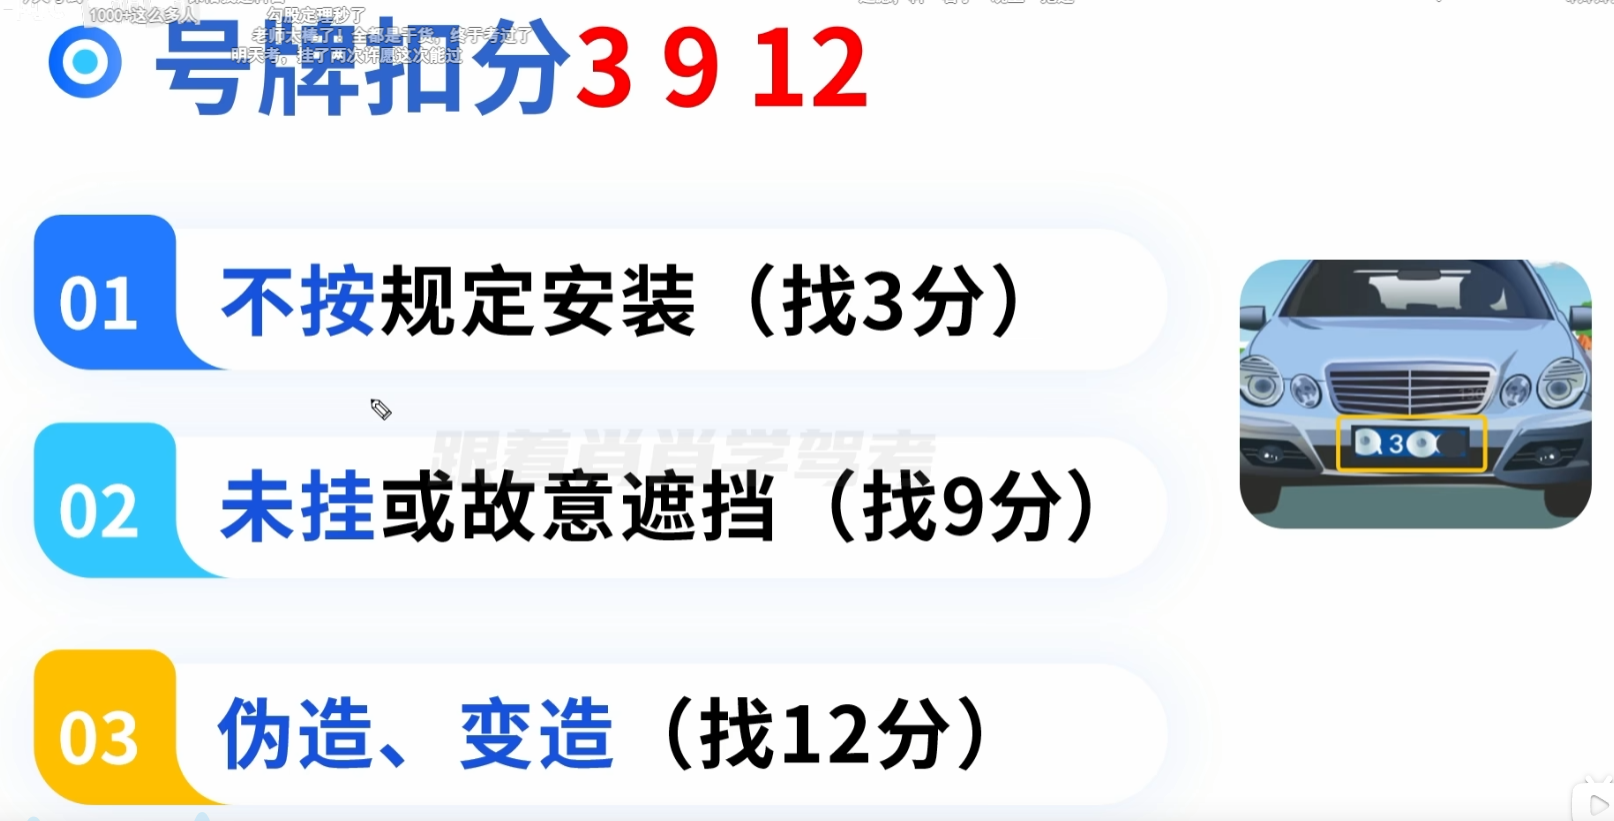 1000+这么多人
勾股定理秒了
老师太棒了！全都是干货，终于考过了
明天考，挂了两次许愿这次能过
号牌扣分3 9 12
01
不按规定安装（找3分）
跟着肖肖学驾考
02
未挂或故意遮挡（找9分）
03
伪造、变造（找12分）